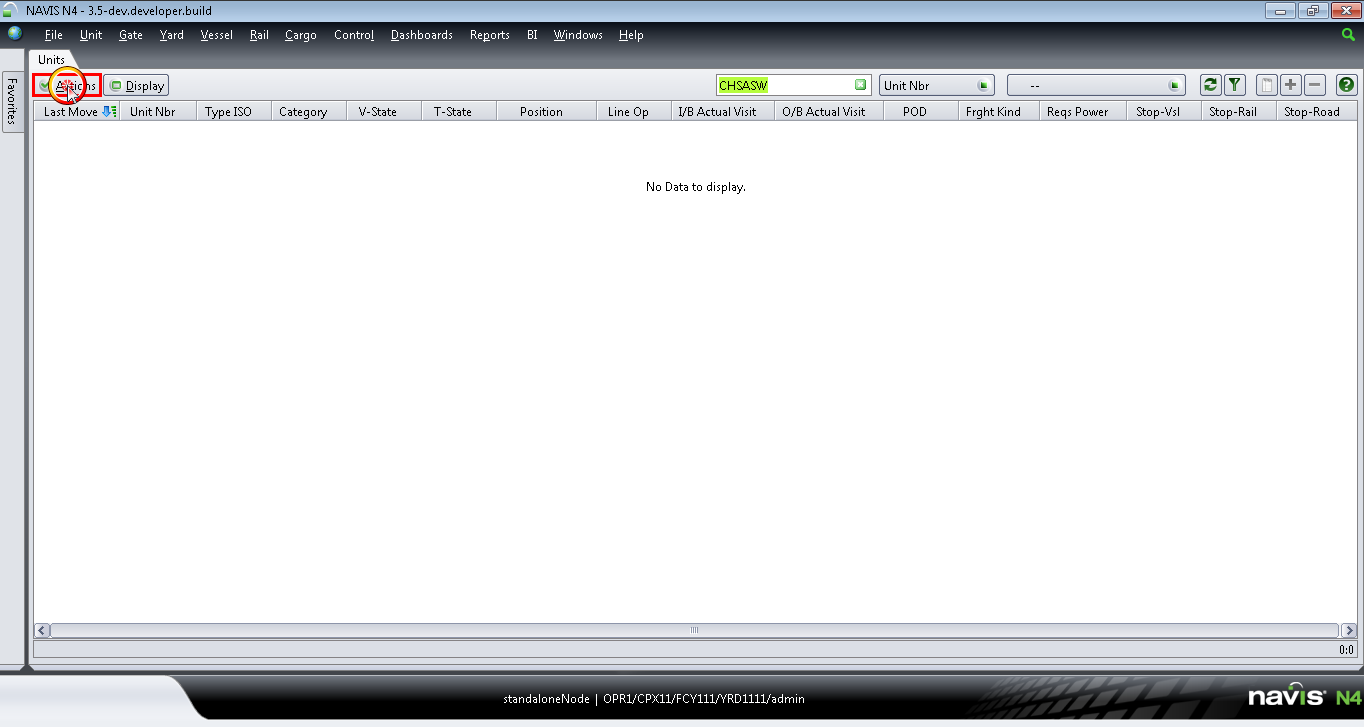 NAVIS N4 - 3.5-dev.developer.build
File Unit Gate Yard Vessel Rail Cargo Control Dashboards Reports BI Windows Help
Favorites
Units
Display CHSASW Unit Nbr --
Last Move Unit Nbr Type ISO Category V-State T-State Position Line Op I/B Actual Visit O/B Actual Visit POD Frght Kind Reqs Power Stop-Vsl Stop-Rail Stop-Road
No Data to display.
0:0
standaloneNode | OPR1/CPX11/FCY111/YRD1111/admin
navis N4